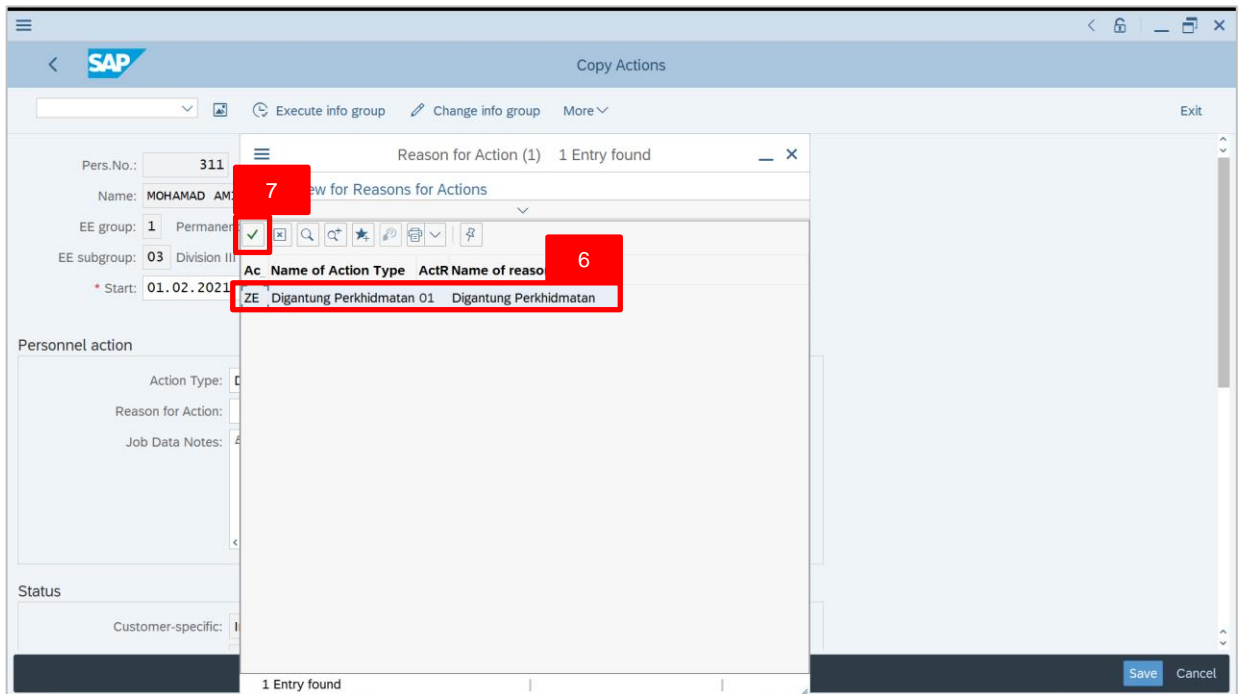 SAP
Copy Actions
Execute info group Change info group More Exit
Reason for Action (1) 1 Entry found
Pers.No.: 311
7 for Reasons for Actions
Name: MOHAMAD
EE group: 1
6
EE subgroup: 03 Division III
Ac Name of Action Type ActR Name of
* Start: 01.02.2021
ZE Digantung Perkhidmatan 01 Digantung Perkhidmatan
Personnel action
Action Type:
Reason for Action:
Job Data Notes:
Status
Customer-specific:
1 Entry found
Save Cancel